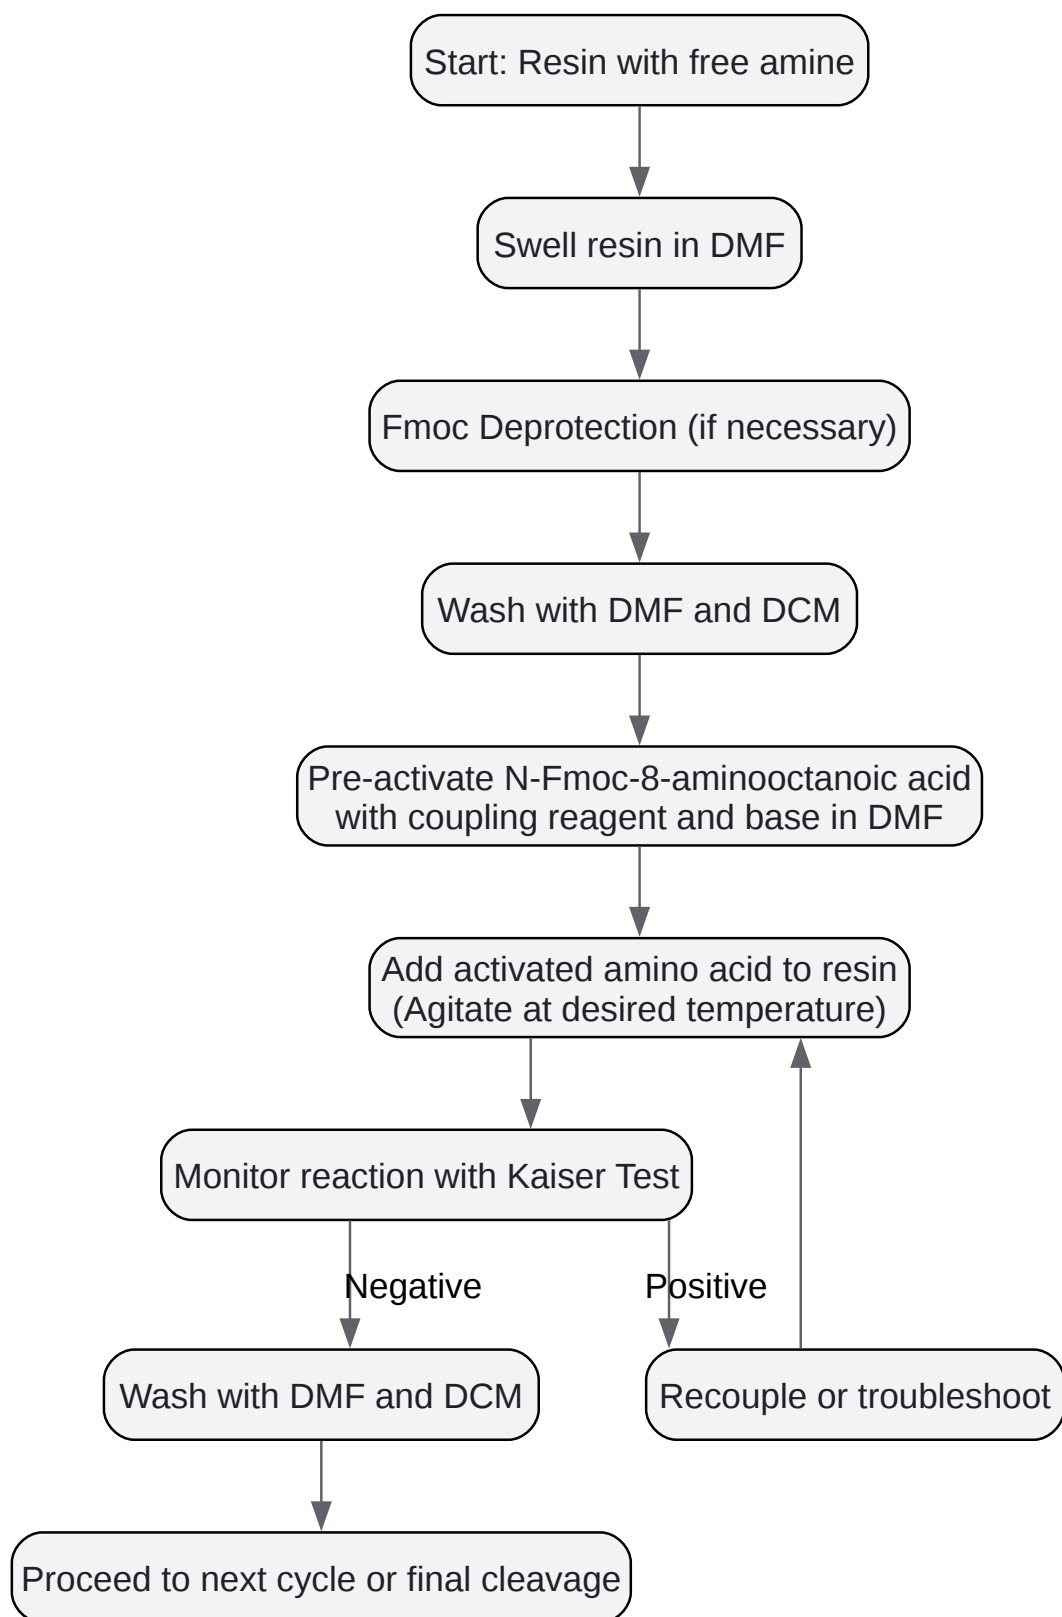 Start: Resin with free amine
Swell resin in DMF
Fmoc Deprotection (if necessary)
Wash with DMF and DCM
Pre-activate N-Fmoc-8-aminooctanoic acid
with coupling reagent and base in DMF
Add activated amino acid to resin
(Agitate at desired temperature)
Monitor reaction with Kaiser Test
Negative
Positive
Wash with DMF and DCM
Recouple or troubleshoot
Proceed to next cycle or final cleavage